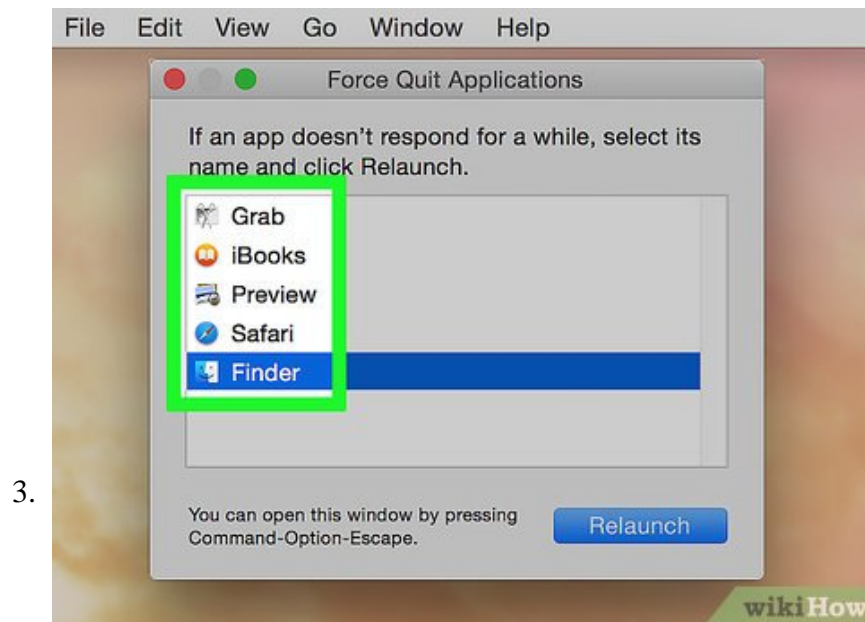 File Edit View Go Window Help
Force Quit Applications
If an app doesn't respond for a while, select its
name and click Relaunch.
Grab
iBooks
Preview
Safari
Finder
3.
You can open this window by pressing
Command-Option-Escape.
Relaunch
wikiHow